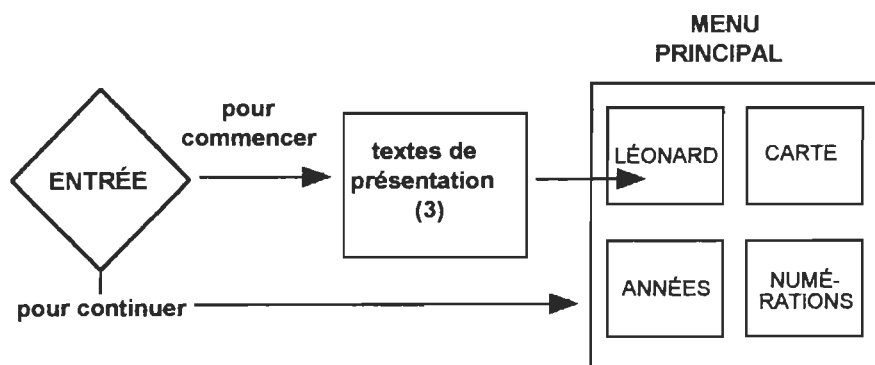 MENU
PRINCIPAL
pour
commencer
ENTRÉE
textes de
présentation
(3)
LÉONARD
CARTE
pour continuer
ANNÉES
NUMÉ-
RATIONS